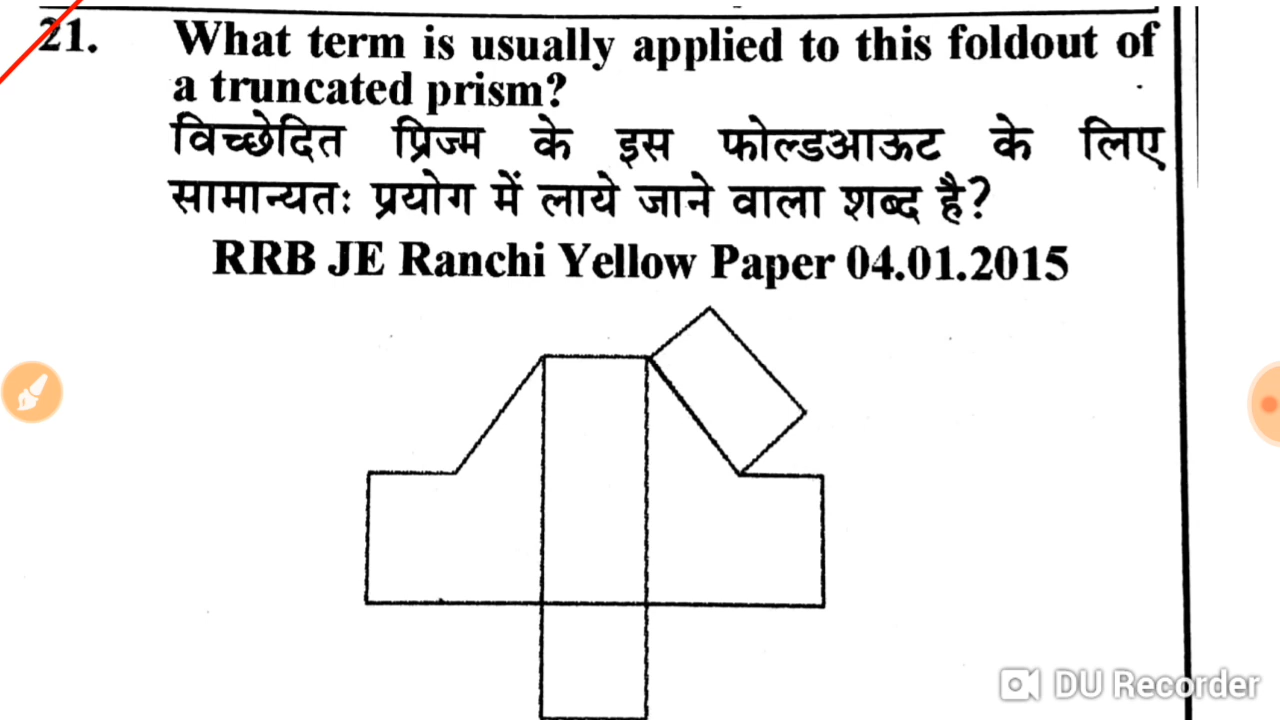 21. What term is usually applied to this foldout of
a truncated prism?
विच्छेदित प्रिज्म के इस फोल्डआऊट के लिए
सामान्यतः प्रयोग में लाये जाने वाला शब्द है?
RRB JE Ranchi Yellow Paper 04.01.2015
DU Recorder